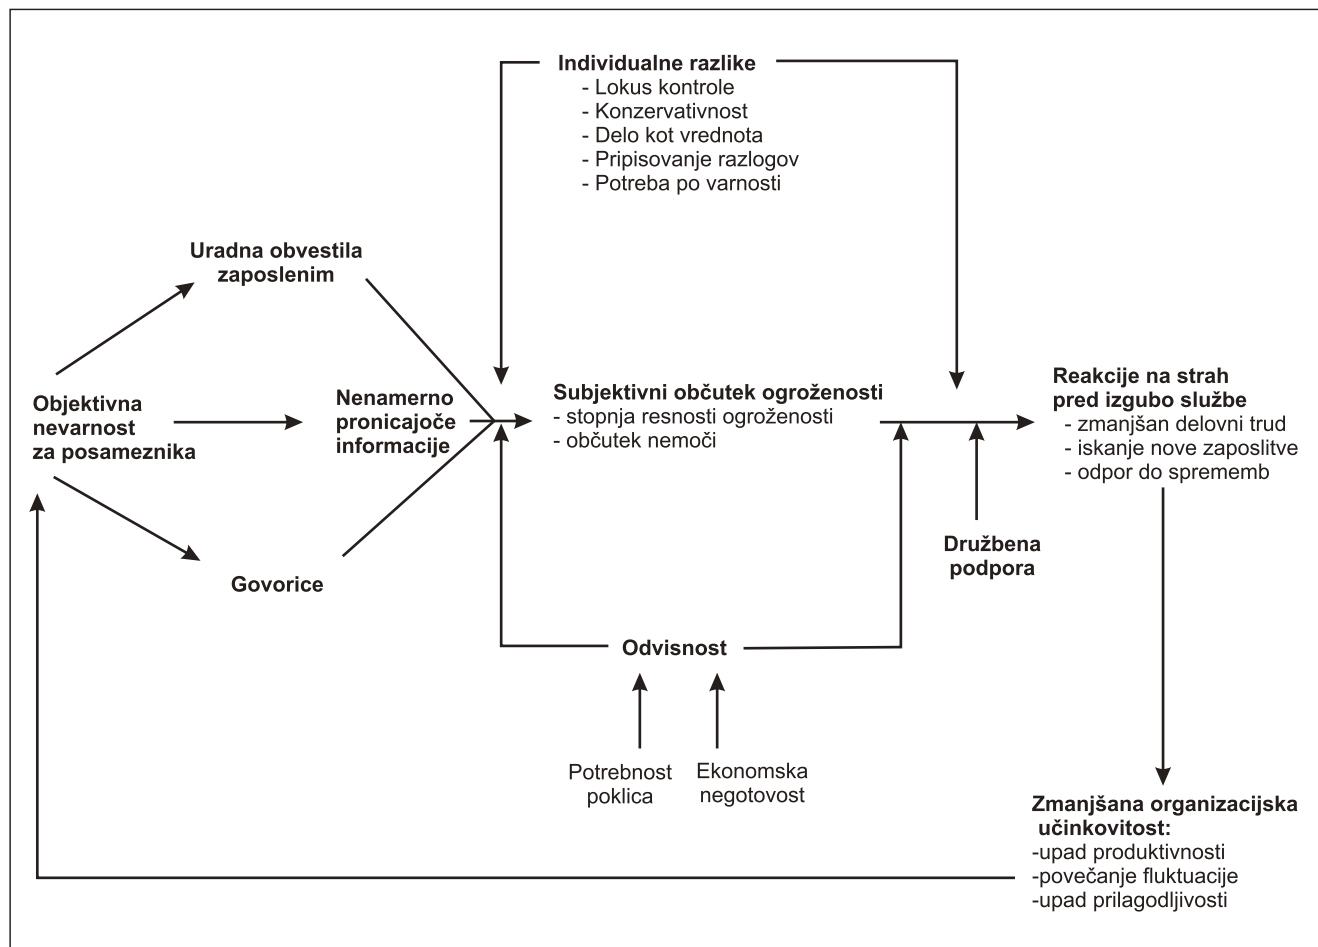 Individualne razlike
- Lokus kontrole
- Konzervativnost
- Delo kot vrednota
- Pripisovanje razlogov
- Potreba po varnosti
Uradna obvestila
zaposlenim
Objektivna
nevarnost
za posameznika
Nenamerno
pronicajoče
informacije
Govorice
Subjektivni občutek ogroženosti
- stopnja resnosti ogroženosti
- občutek nemoči
Reakcije na strah
pred izgubo službe
- zmanjšan delovni trud
- iskanje nove zaposlitve
- odpor do sprememb
Družbena
podpora
Odvisnost
Potrebnost
poklica
Ekonomska
negotovost
Zmanjšana organizacijska
učinkovitost:
-upad produktivnosti
-povečanje fluktuacije
-upad prilagodljivosti